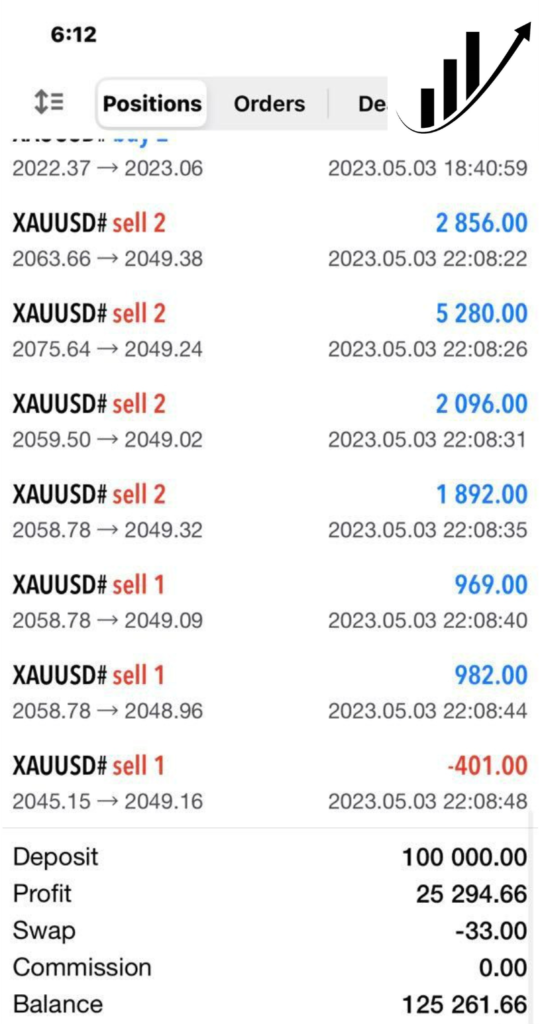 6:12
Positions Orders De
2022.37 → 2023.06 2023.05.03 18:40:59
XAUUSD# sell 2 2 856.00
2063.66 → 2049.38 2023.05.03 22:08:22
XAUUSD# sell 2 5 280.00
2075.64 → 2049.24 2023.05.03 22:08:26
XAUUSD# sell 2 2 096.00
2059.50 → 2049.02 2023.05.03 22:08:31
XAUUSD# sell 2 1 892.00
2058.78 → 2049.32 2023.05.03 22:08:35
XAUUSD# sell 1 969.00
2058.78 → 2049.09 2023.05.03 22:08:40
XAUUSD# sell 1 982.00
2058.78 → 2048.96 2023.05.03 22:08:44
XAUUSD# sell 1 -401.00
2045.15 → 2049.16 2023.05.03 22:08:48
Deposit 100 000.00
Profit 25 294.66
Swap -33.00
Commission 0.00
Balance 125 261.66